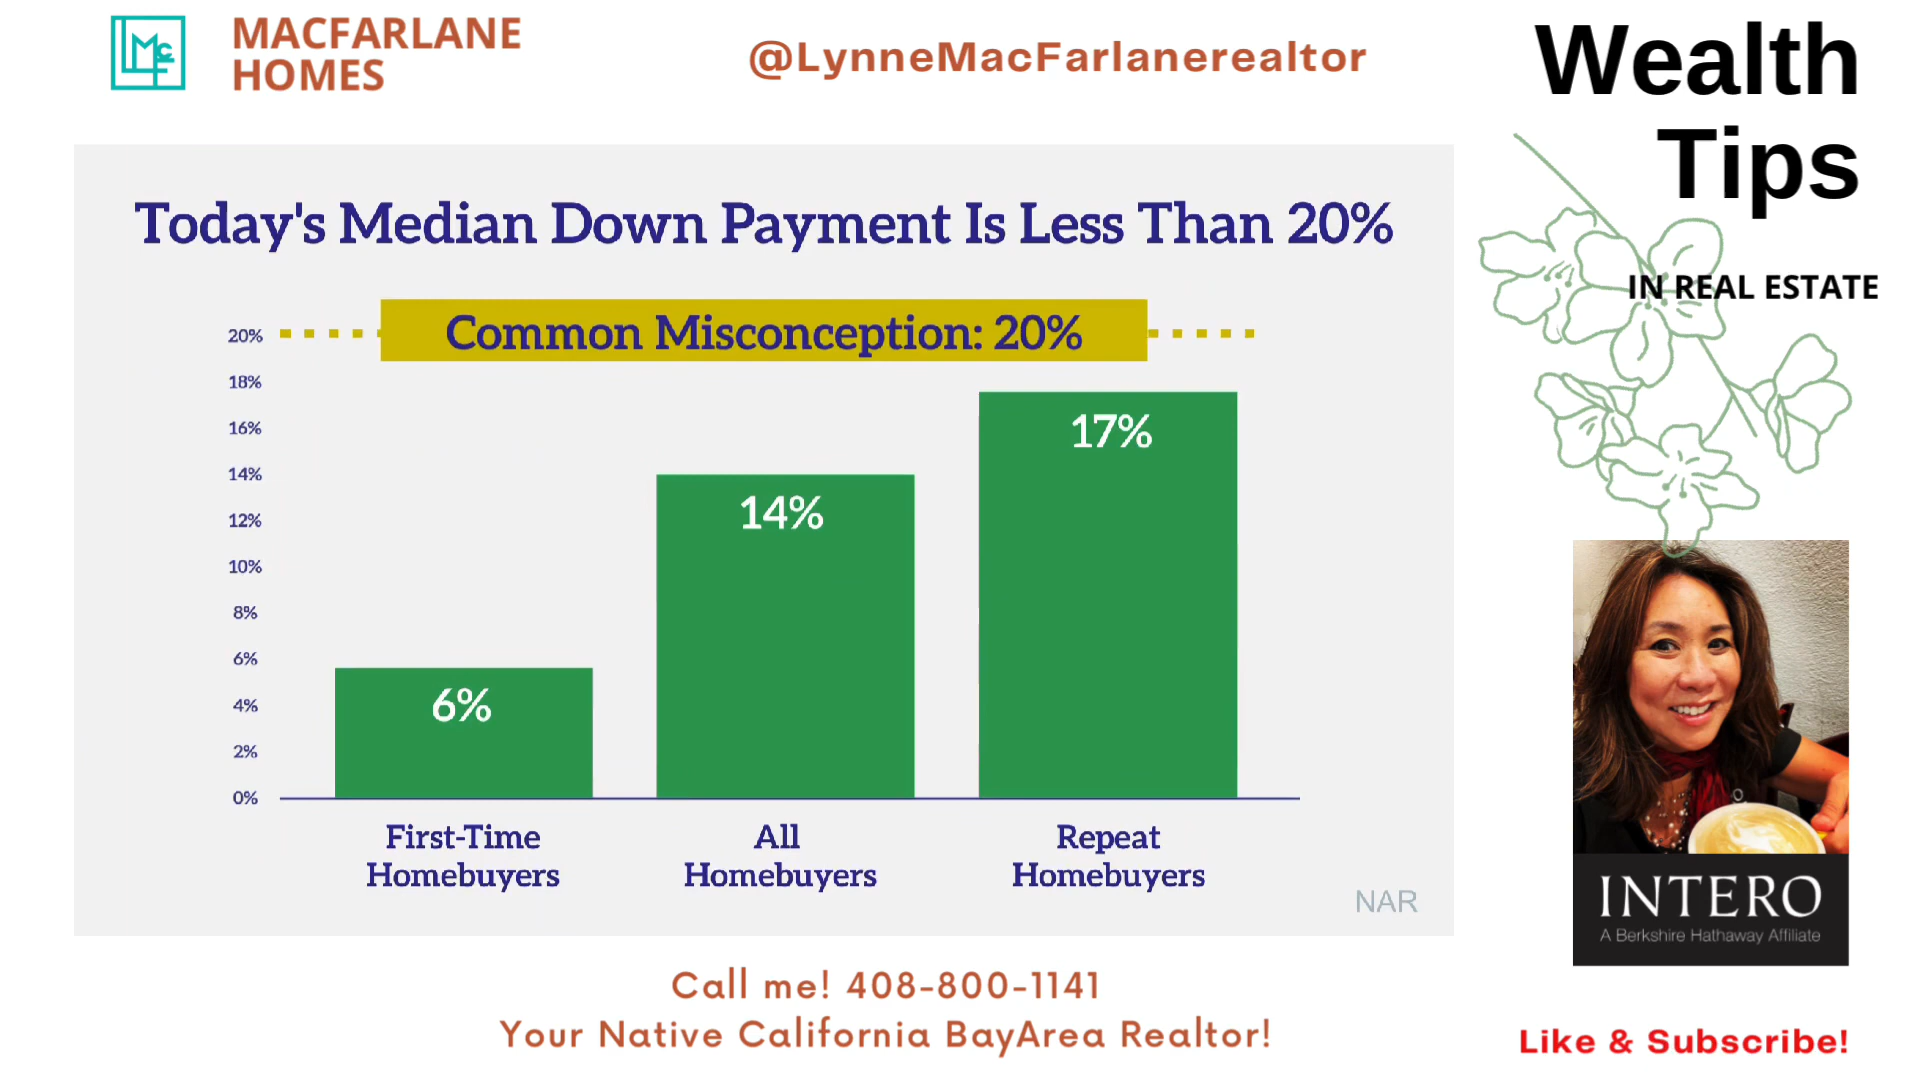 MACFARLANE
HOMES
@LynneMacFarlanerealtor
Wealth
Tips
IN REAL ESTATE
Today's Median Down Payment Is Less Than 20%
Common Misconception: 20%
20%
18%
16%
14%
12%
10%
8%
6%
4%
2%
0%
6%
14%
17%
First-Time
Homebuyers
All
Homebuyers
Repeat
Homebuyers
NAR
INTERO
A Berkshire Hathaway Affiliate
Call me! 408-800-1141
Your Native California BayArea Realtor!
Like & Subscribe!